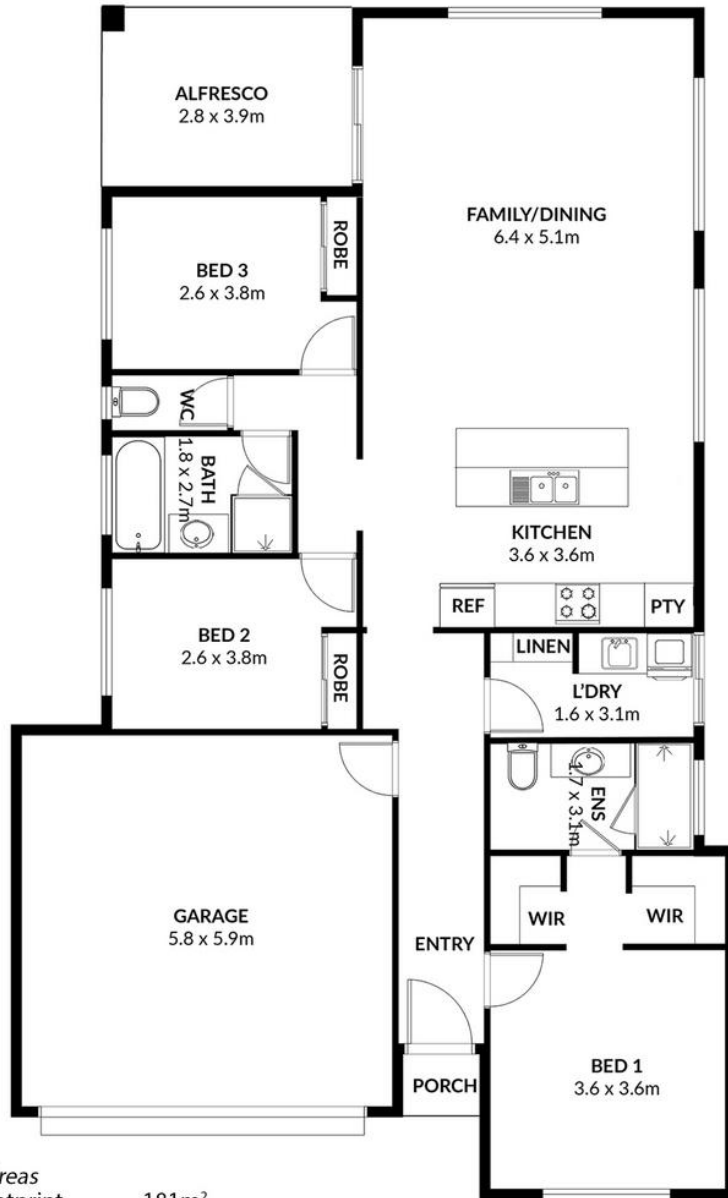 ALFRESCO
2.8 x 3.9m
FAMILY/DINING
6.4 x 5.1m
BED 3
2.6 x 3.8m
ROBE
WC
BATH
1.8 x 2.7m
KITCHEN
3.6 x 3.6m
REF
PTY
BED 2
2.6 x 3.8m
ROBE
LINEN
L'DRY
1.6 x 3.1m
ENS
1.7 x 3.1m
WIR
WIR
GARAGE
5.8 x 5.9m
ENTRY
BED 1
3.6 x 3.6m
PORCH